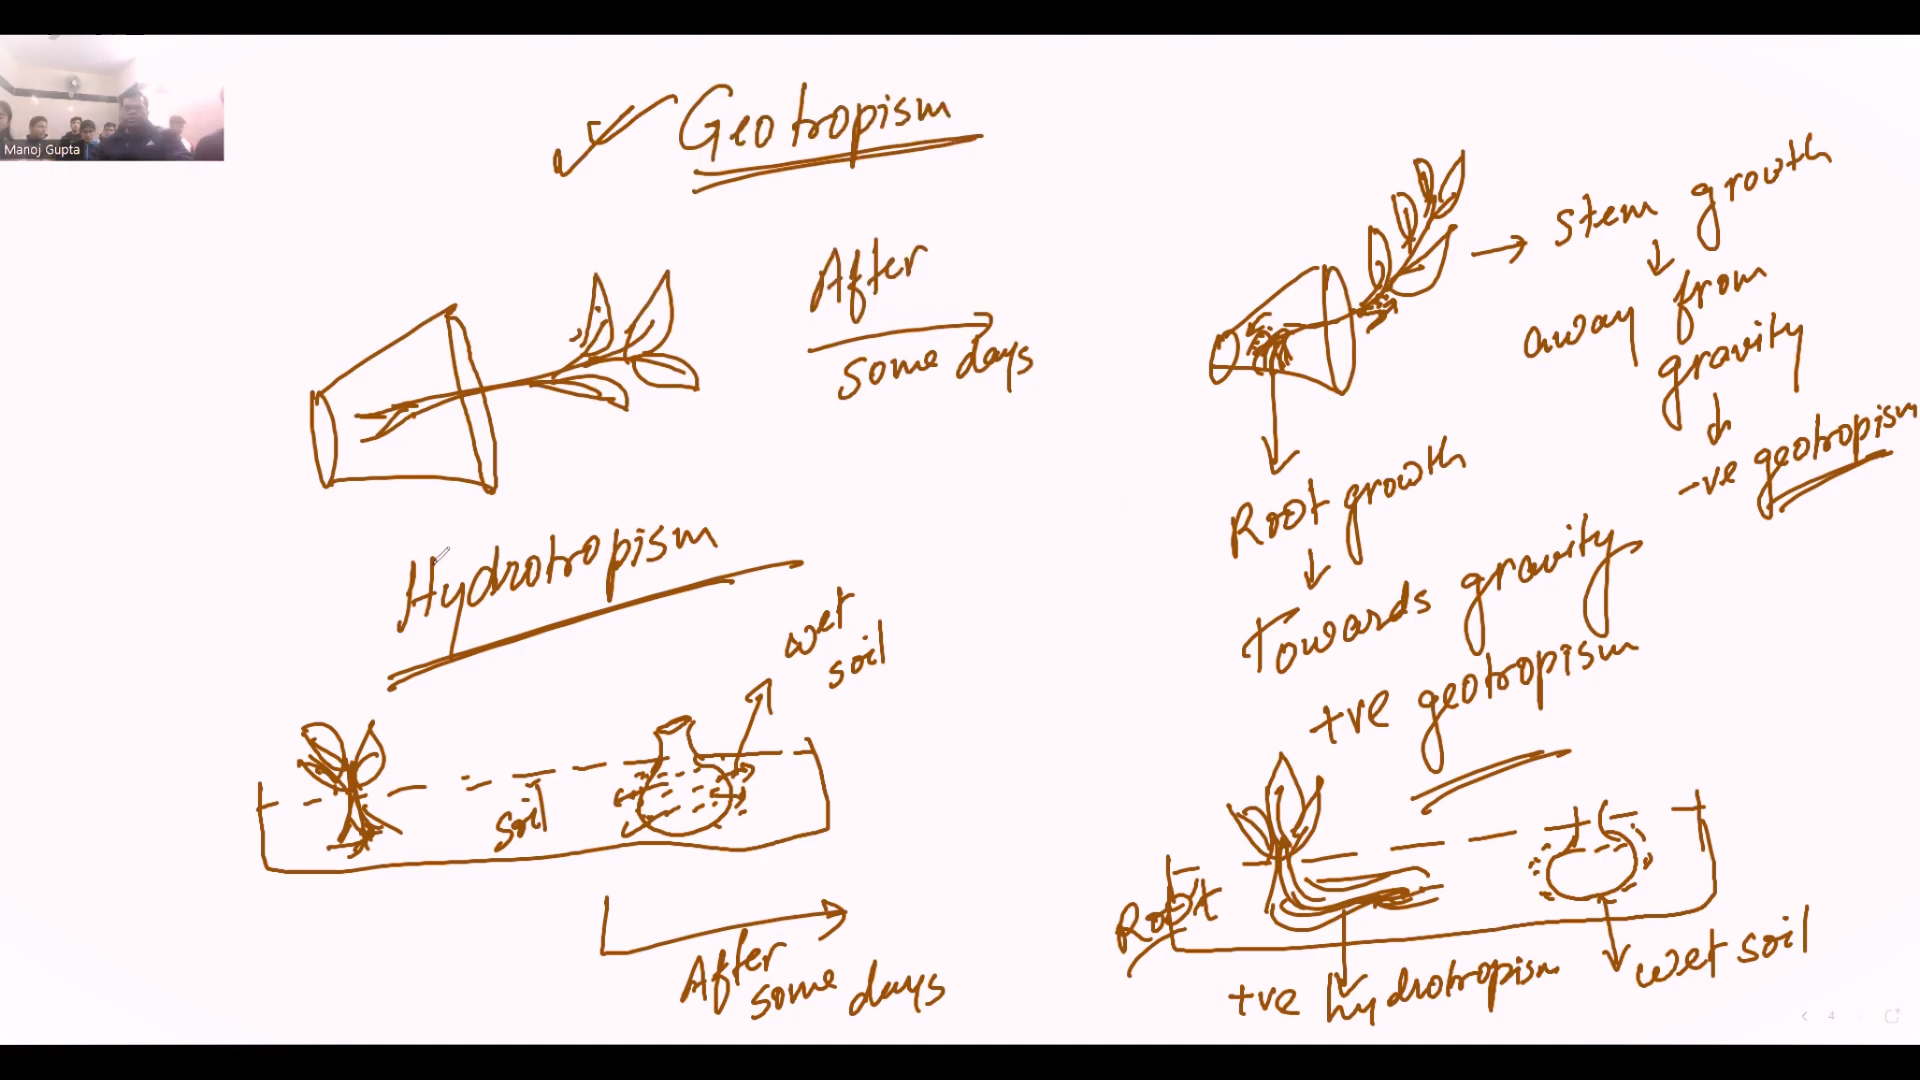 Manoj Gupta
Geotropism
After
some days
stem growth
away from
gravity
-ve geotropism
Root growth
Towards gravity
+ve geotropism
Hydrotropism
wet
soil
soil
After
some days
Root
+ve hydrotropism
wet soil
4